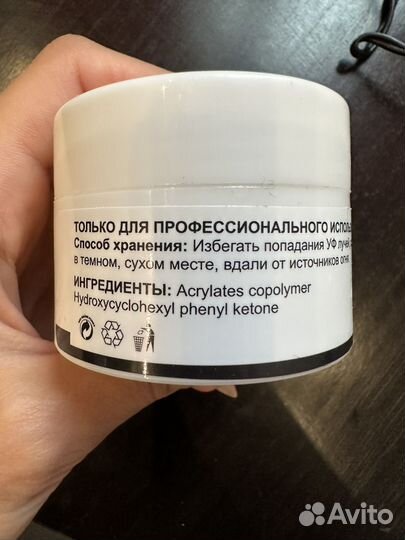 ТОЛЬКО ДЛЯ ПРОФЕССИОНАЛЬНОГО
Способ хранения: Избегать попадания УФ
в темном, сухом месте, вдали от источников
ИНГРЕДИЕНТЫ: Acrylates copolymer
Hydroxycyclohexyl phenyl ketone
Avito